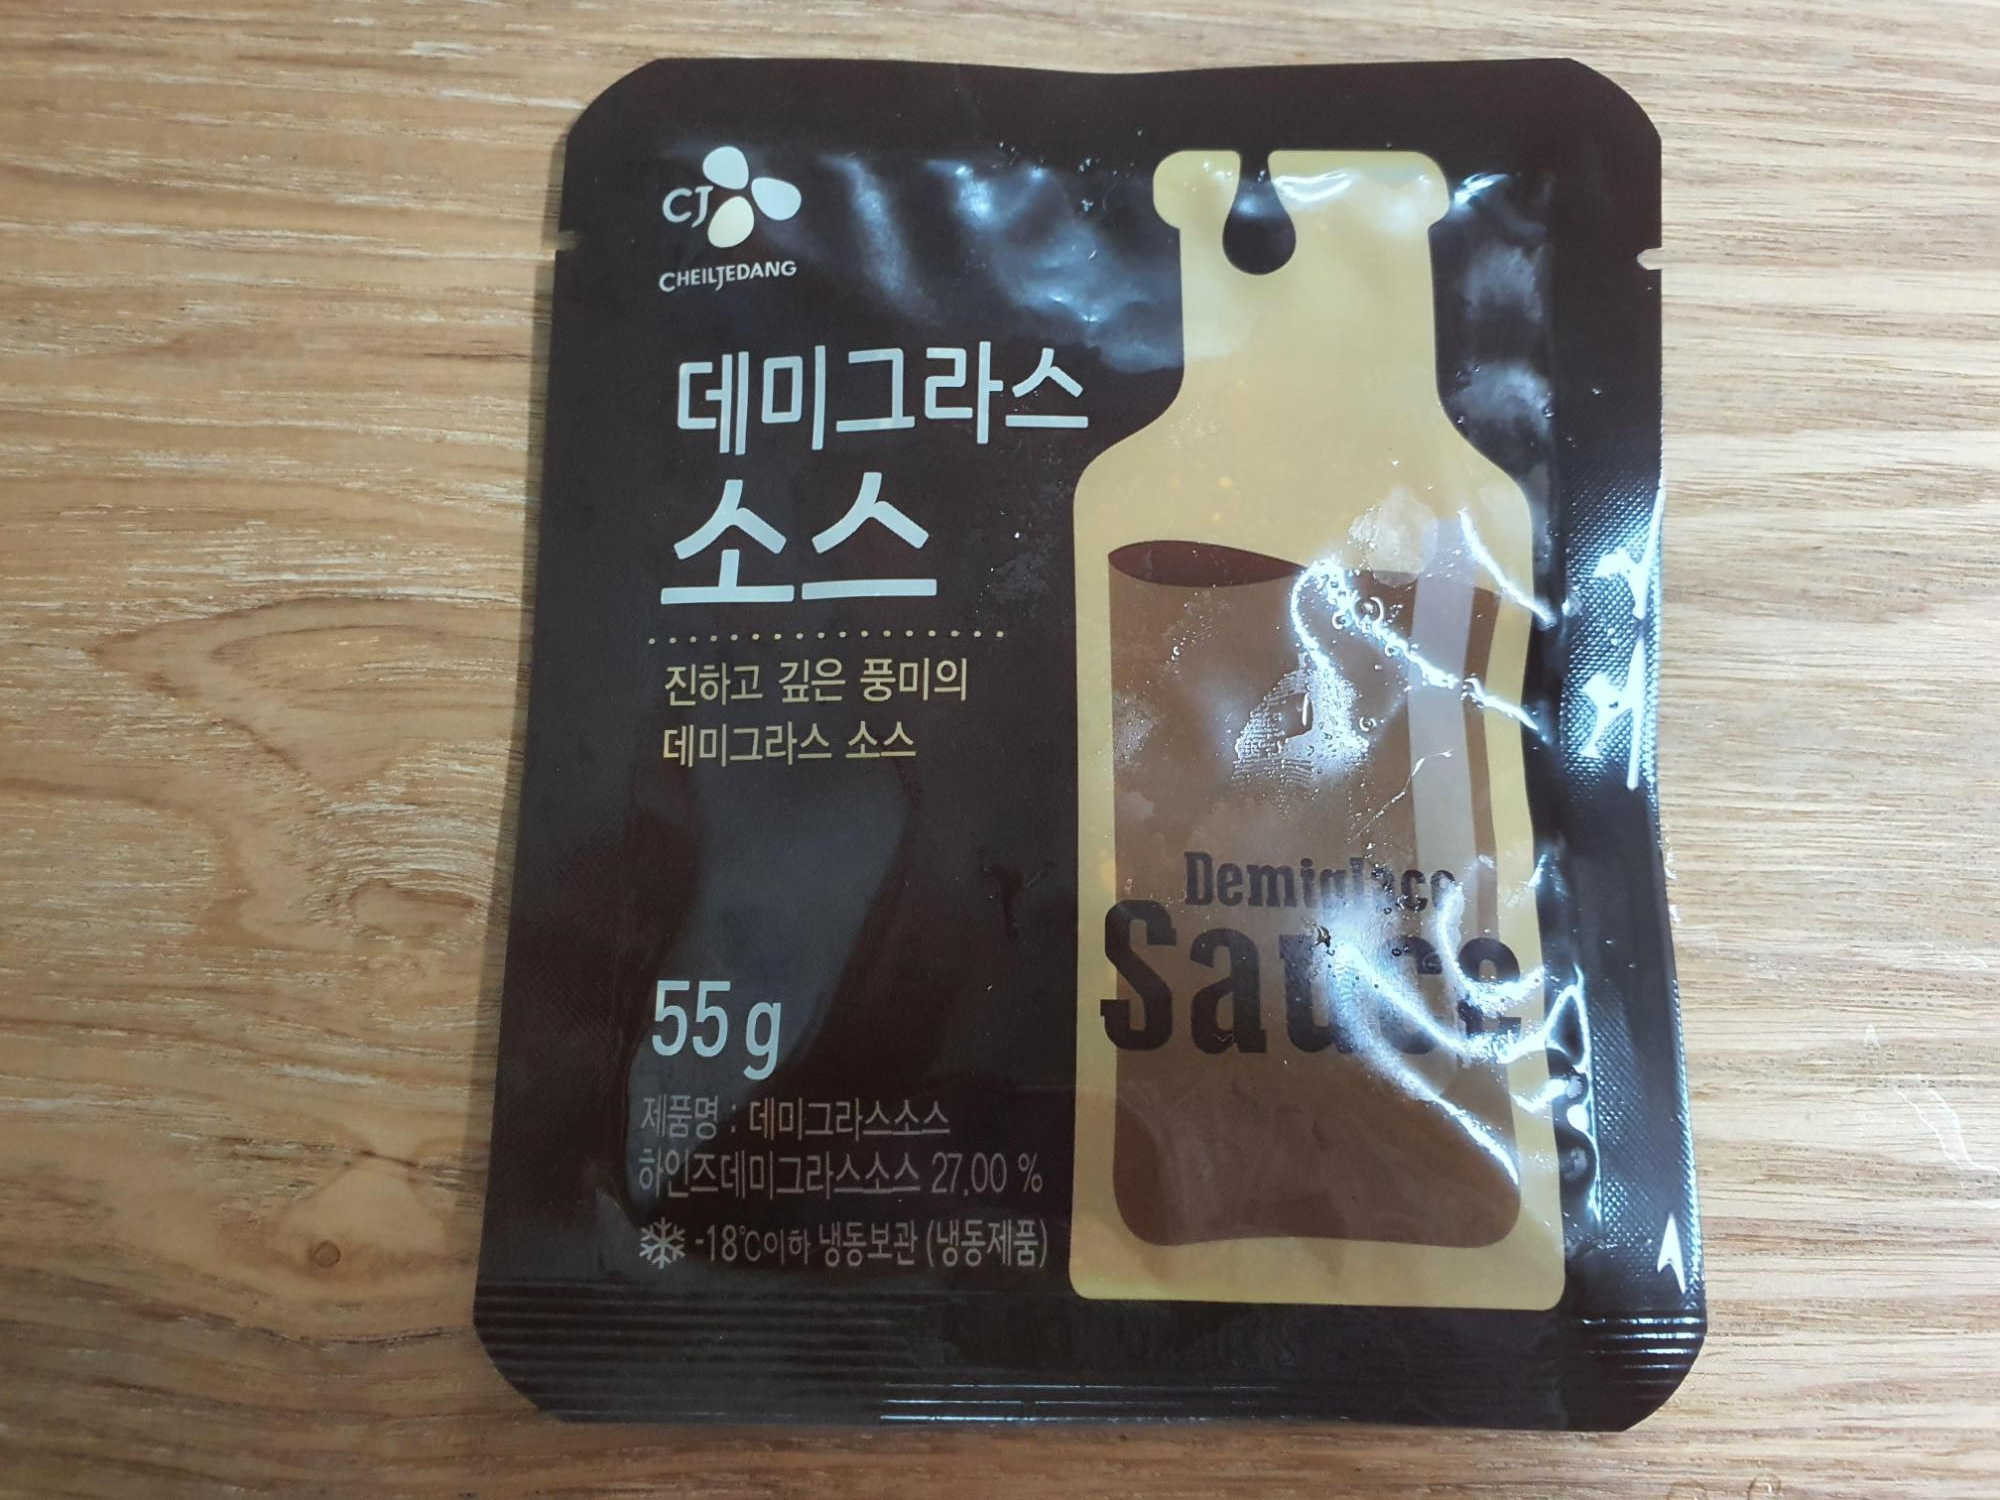 CJ
CHEILJEDANG
데미그라스
소스
진하고 깊은 풍미의
데미그라스 소스
Demiglace
Sauce
55 g
제품명 : 데미그라스소스
하인즈데미그라스소스 27.00 %
-18℃이하 냉동보관 (냉동제품)